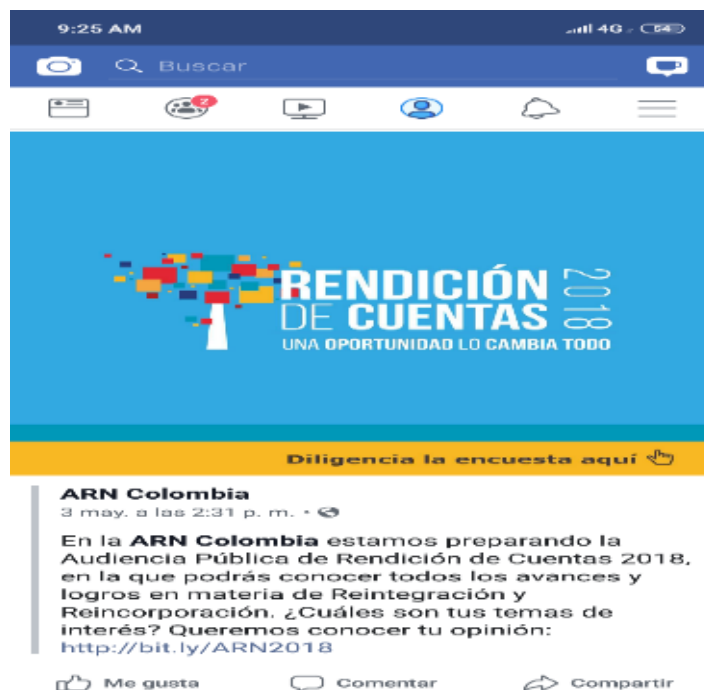 9:25 AM
4G 54
Buscar
2
RENDICIÓN
DE CUENTAS
2018
UNA OPORTUNIDAD LO CAMBIA TODO
Diligencia la encuesta aquí
ARN Colombia
3 may. a las 2:31 p. m. •
En la ARN Colombia estamos preparando la
Audiencia Pública de Rendición de Cuentas 2018,
en la que podrás conocer todos los avances y
logros en materia de Reintegración y
Reincorporación. ¿Cuáles son tus temas de
interés? Queremos conocer tu opinión:
http://bit.ly/ARN2018
Me gusta
Comentar
Compartir